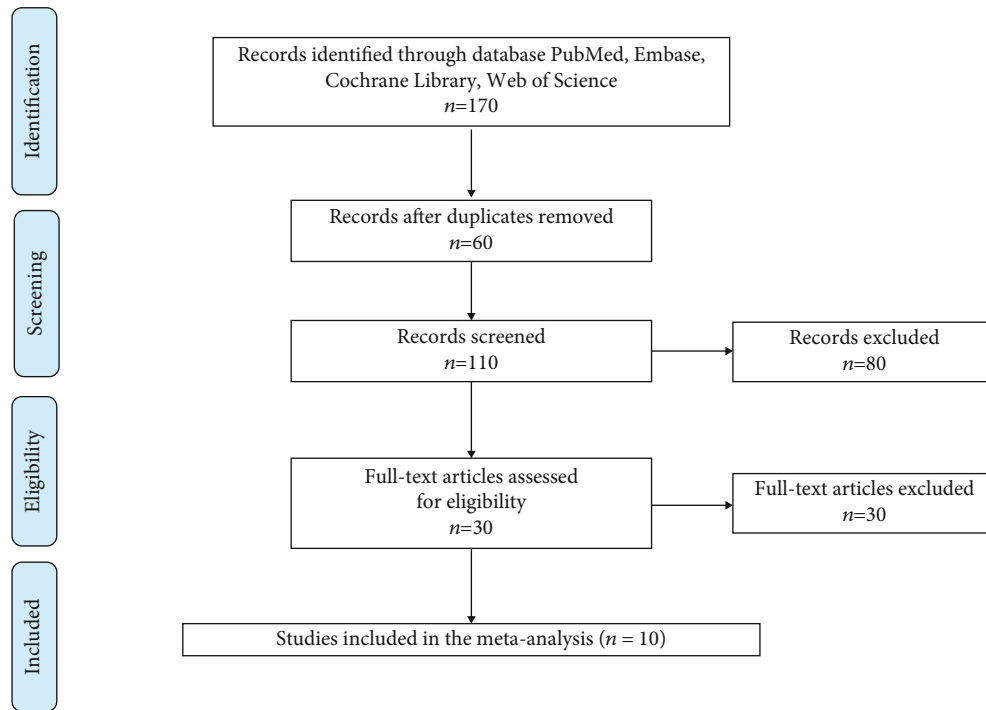 Identification
Records identified through database PubMed, Embase,
Cochrane Library, Web of Science
n=170
Screening
Records after duplicates removed
n=60
Records screened
n=110
Records excluded
n=80
Eligibility
Full-text articles assessed
for eligibility
n=30
Full-text articles excluded
n=30
Included
Studies included in the meta-analysis (n = 10)